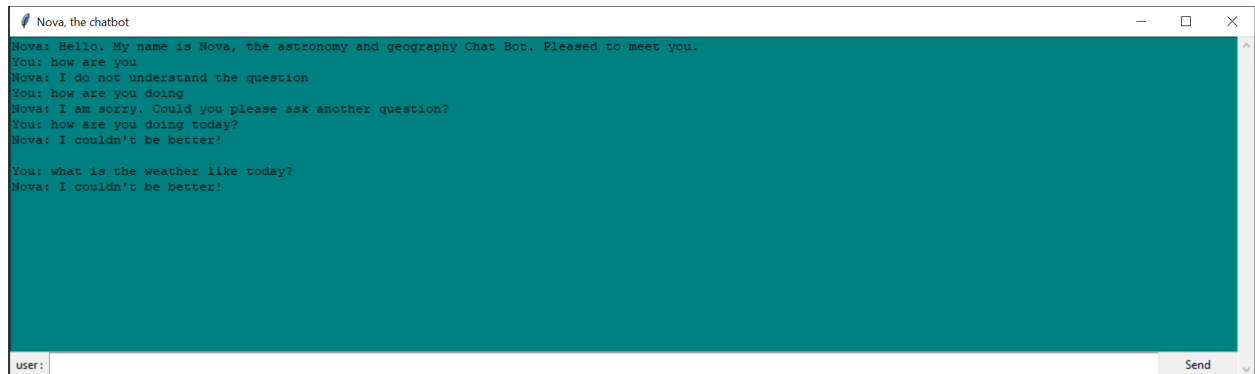 Nova, the chatbot
Nova: Hello. My name is Nova, the astronomy and geography Chat Bot. Pleased to meet you.
You: how are you
Nova: I do not understand the question
You: how are you doing
Nova: I am sorry. Could you please ask another question?
You: how are you doing today?
Nova: I couldn't be better!
You: what is the weather like today?
Nova: I couldn't be better!
user: Send